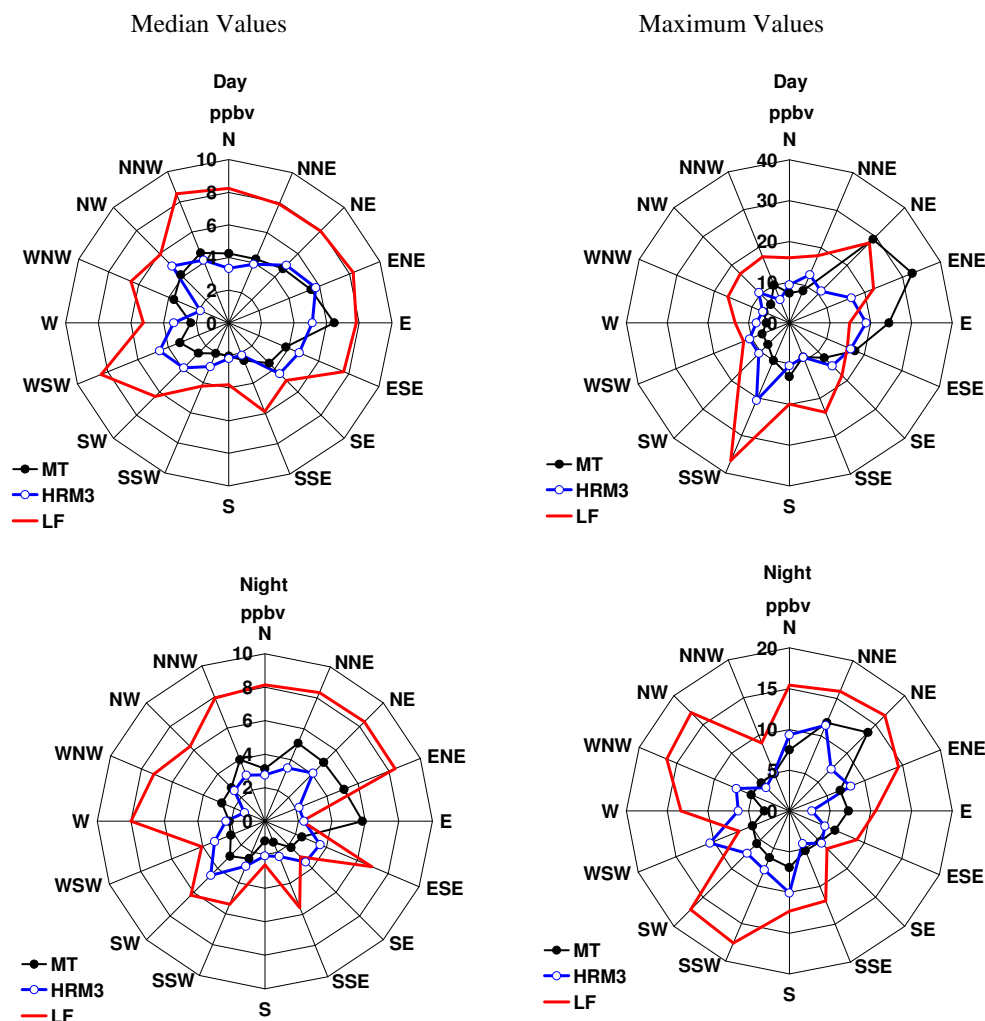 Median Values
Maximum Values
Day
ppbv
N
NNE
NE
ENE
E
ESE
SE
SSE
S
SSW
SW
WSW
W
WNW
NW
NNW
10
8
6
4
2
0
MT
HRM3
LF
Day
ppbv
N
NNE
NE
ENE
E
ESE
SE
SSE
S
SSW
SW
WSW
W
WNW
NW
NNW
40
30
20
10
0
MT
HRM3
LF
Night
ppbv
N
NNE
NE
ENE
E
ESE
SE
SSE
S
SSW
SW
WSW
W
WNW
NW
NNW
10
8
6
4
2
0
MT
HRM3
LF
Night
ppbv
N
NNE
NE
ENE
E
ESE
SE
SSE
S
SSW
SW
WSW
W
WNW
NW
NNW
20
15
10
5
0
MT
HRM3
LF